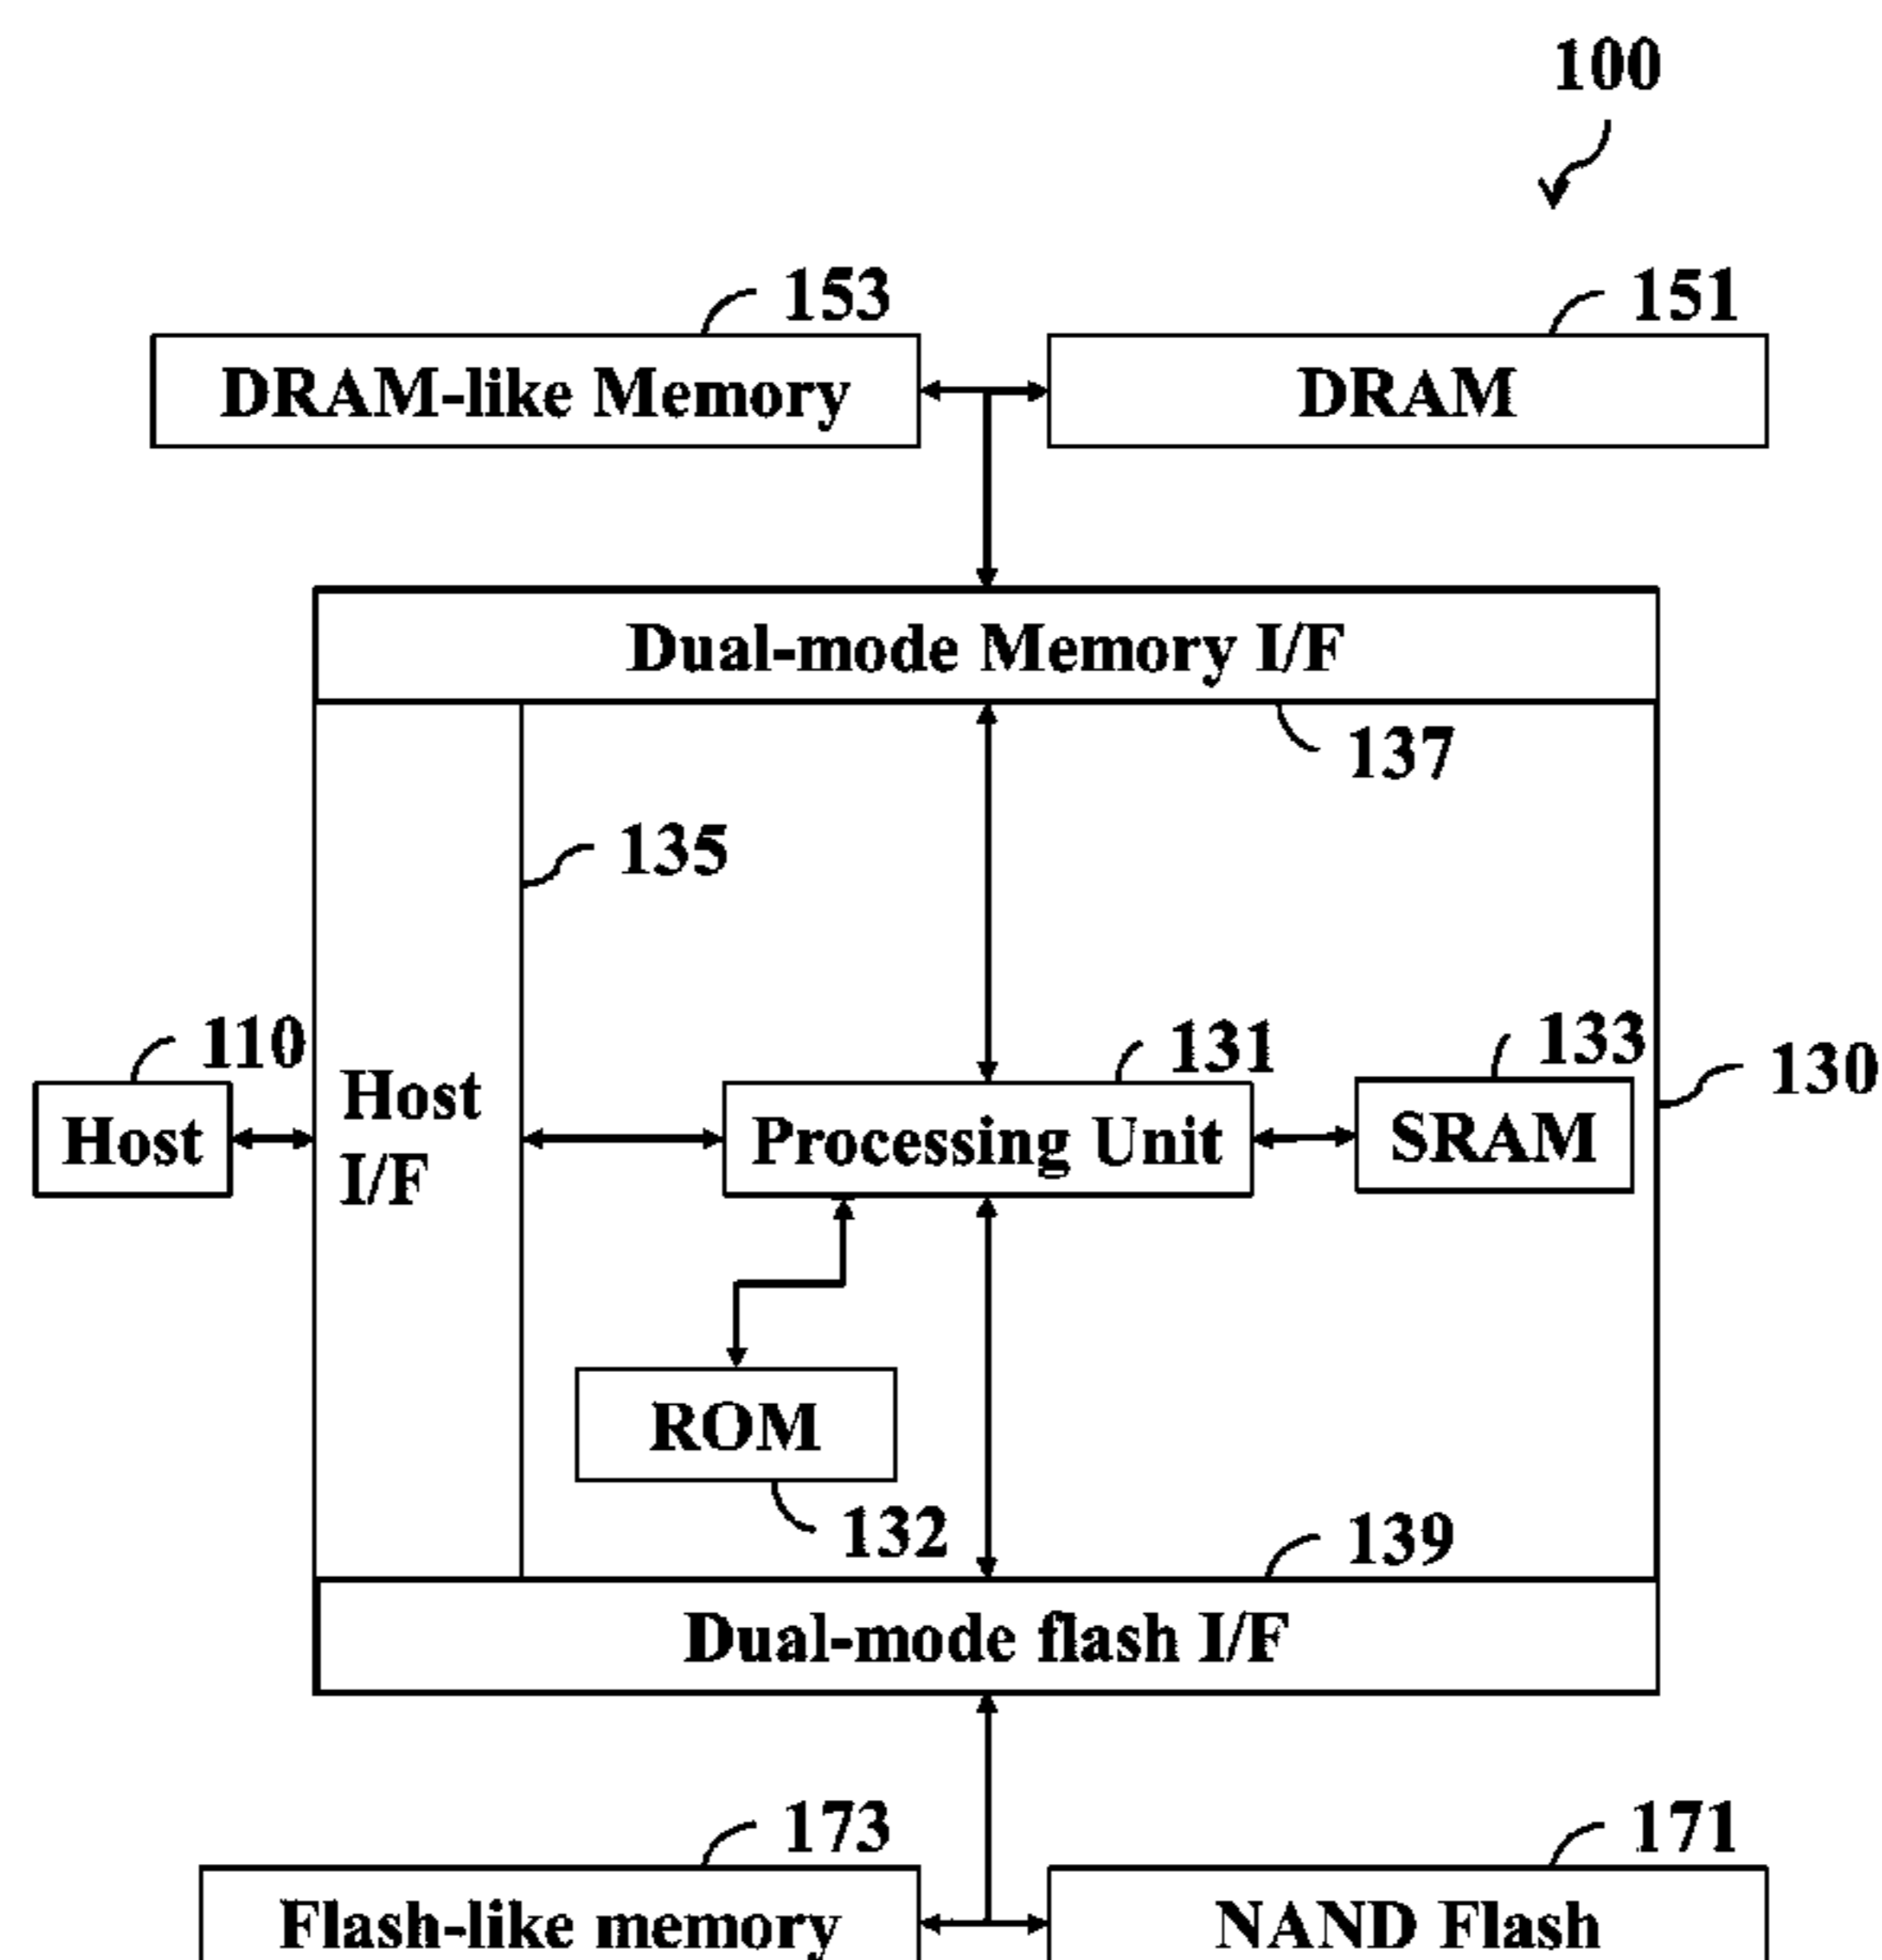 100
153
151
DRAM-like Memory
DRAM
Dual-mode Memory I/F
137
135
110
131
133
130
Host
Host
I/F
Processing Unit
SRAM
ROM
132
139
Dual-mode flash I/F
173
171
Flash-like memory
NAND Flash